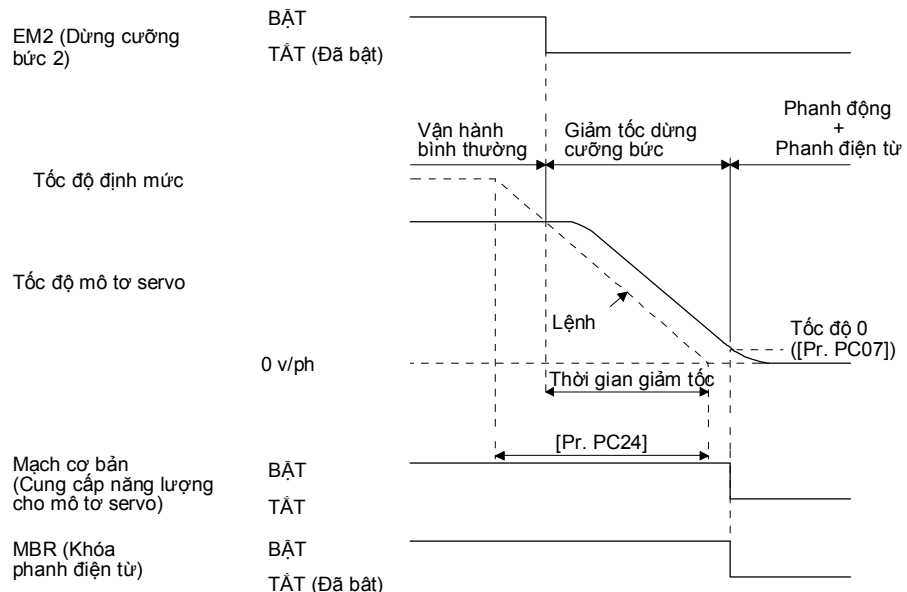 EM2 (Dừng cưỡng
bức 2)
BẬT
TẮT (Đã bật)
Phanh động
+
Phanh điện từ
Vận hành
bình thường
Giảm tốc dừng
cưỡng bức
Tốc độ định mức
Tốc độ mô tơ servo
Lệnh
Tốc độ 0
([Pr. PC07])
0 v/ph
Thời gian giảm tốc
[Pr. PC24]
Mạch cơ bản
(Cung cấp năng lượng
cho mô tơ servo)
BẬT
TẮT
MBR (Khóa
phanh điện từ)
BẬT
TẮT (Đã bật)